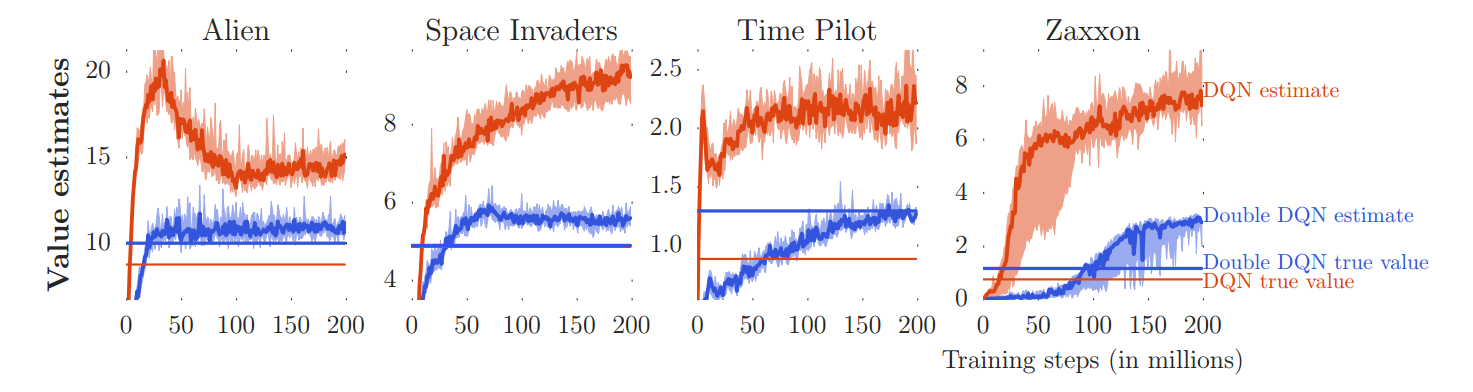 Alien
Space Invaders
Time Pilot
Zaxxon
Value estimates
20
15
10
0 50 100 150 200
8
6
4
0 50 100 150 200
2.5
2.0
1.5
1.0
0 50 100 150 200
8
6
4
2
0
0 50 100 150 200
DQN estimate
Double DQN estimate
Double DQN true value
DQN true value
Training steps (in millions)